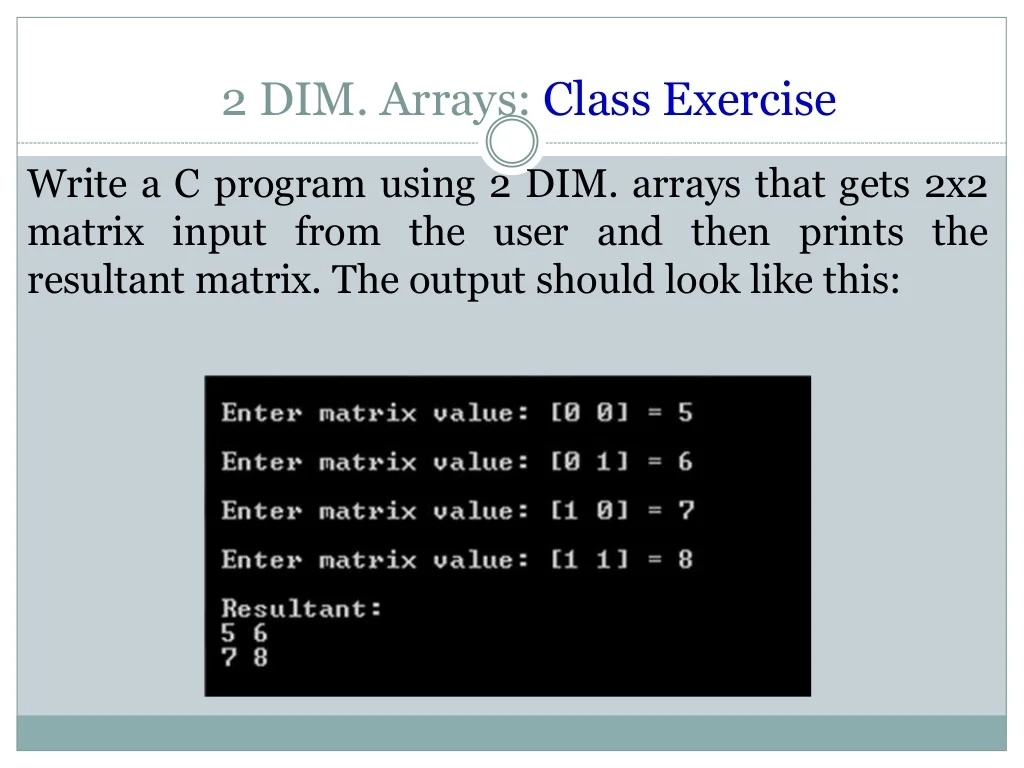 2 DIM. Arrays: Class Exercise
Write a C program using 2 DIM. arrays that gets 2x2
matrix input from the user and then prints the
resultant matrix. The output should look like this:
Enter matrix value: [0 0] = 5
Enter matrix value: [0 1] = 6
Enter matrix value: [1 0] = 7
Enter matrix value: [1 1] = 8
Resultant:
5 6
7 8